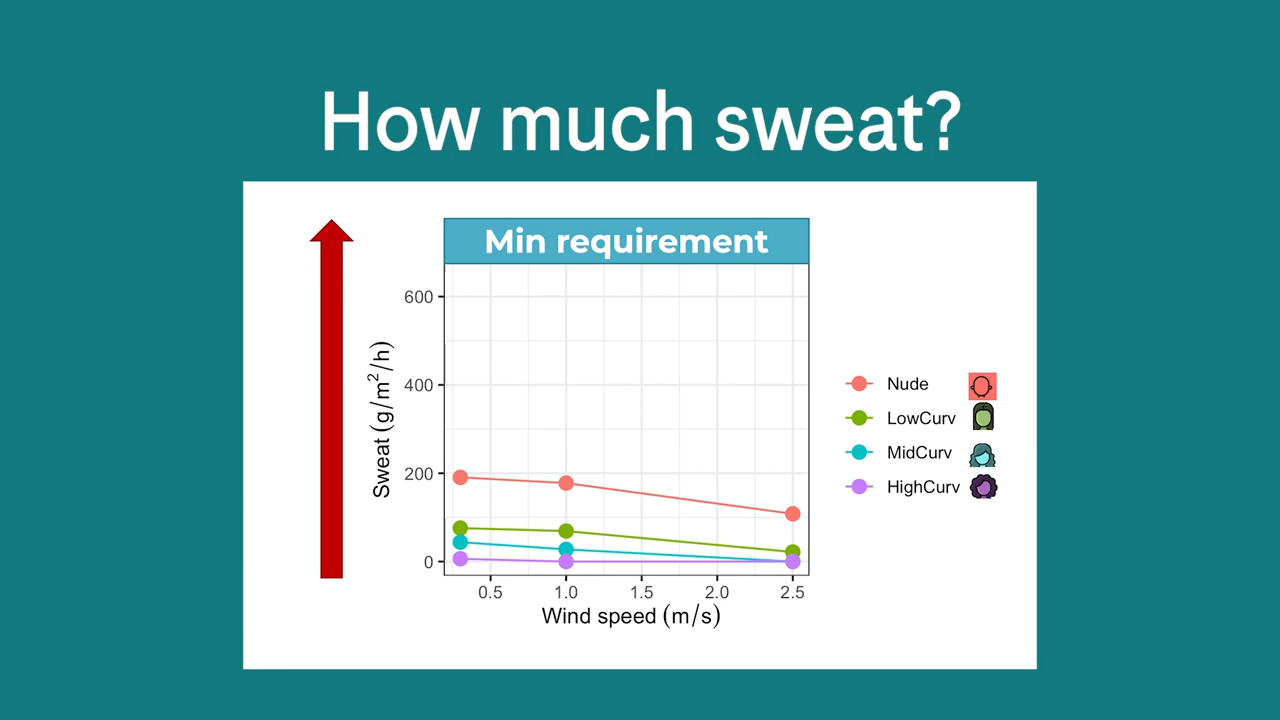 How much sweat?
Min requirement
600
400
200
0
Sweat (g/m²/h)
0.5 1.0 1.5 2.0 2.5
Wind speed (m/s)
Nude
LowCurv
MidCurv
HighCurv